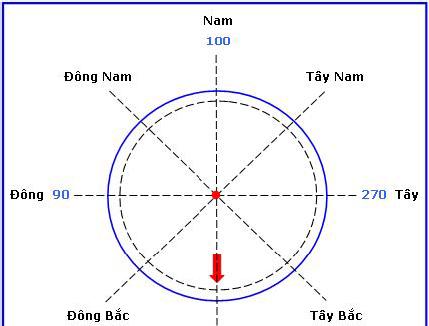 Nam
100
Đông Nam
Tây Nam
Đông 90
270 Tây
Đông Bắc
Tây Bắc